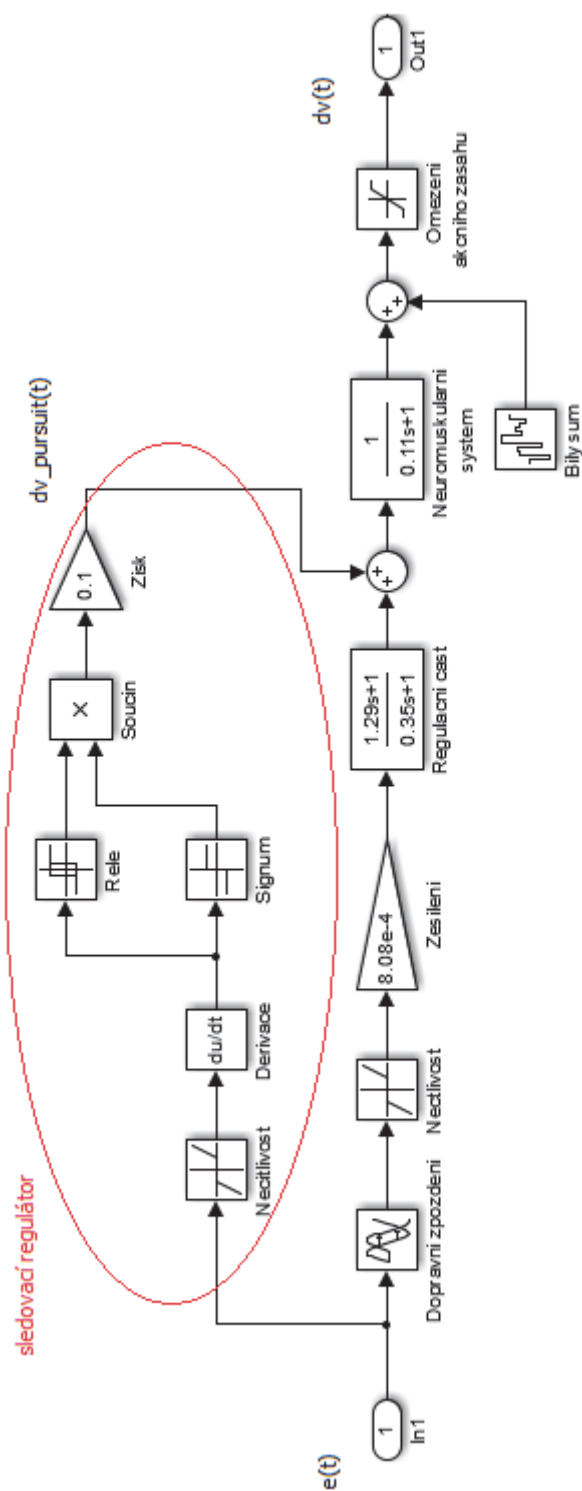 sledovací regulátor
dv_pursuit(t)
Rele
×
Soucin
0.1
Zisk
Necitlivost
du/dt
Derivace
Signum
e(t)
1
In1
Dopravni zpozdeni
Nectlivost
8.08e-4
Zesileni
1.29s+1
0.35s+1
Regulacni cast
++
1
0.11s+1
Neuromuskularni
system
++
Bily sum
Omezeni
akcniho zasahu
dv(t)
1
Out1